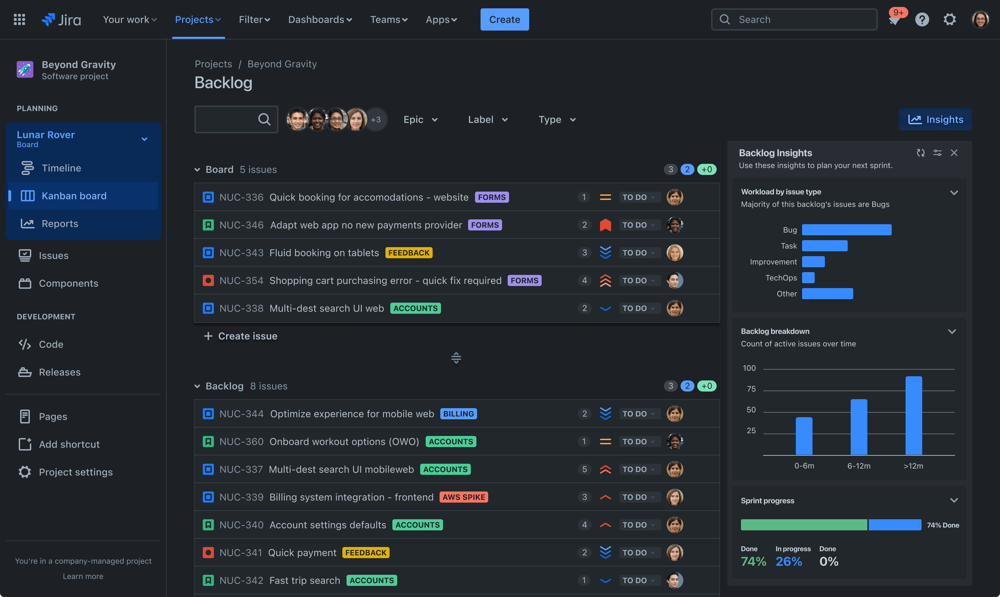 Jira
Your work
Projects
Filter
Dashboards
Teams
Apps
Create
Search
9+
Beyond Gravity
Software project
PLANNING
Lunar Rover
Board
Timeline
Kanban board
Reports
Issues
Components
DEVELOPMENT
Code
Releases
Pages
Add shortcut
Project settings
You're in a company-managed project
Learn more
Projects / Beyond Gravity
Backlog
+3
Epic
Label
Type
Insights
Board 5 issues 3 2 +0
NUC-336 Quick booking for accomodations - website FORMS 1 TO DO
NUC-346 Adapt web app no new payments provider FORMS 2 TO DO
NUC-343 Fluid booking on tablets FEEDBACK 3 TO DO
NUC-354 Shopping cart purchasing error - quick fix required FORMS 4 TO DO
NUC-338 Multi-dest search UI web ACCOUNTS 2 TO DO
+ Create issue
Backlog 8 issues 3 2 +0
NUC-344 Optimize experience for mobile web BILLING 2 TO DO
NUC-360 Onboard workout options (OWO) ACCOUNTS 1 TO DO
NUC-337 Multi-dest search UI mobileweb ACCOUNTS 5 TO DO
NUC-339 Billing system integration - frontend AWS SPIKE 3 TO DO
NUC-340 Account settings defaults ACCOUNTS 4 TO DO
NUC-341 Quick payment FEEDBACK 2 TO DO
NUC-342 Fast trip search ACCOUNTS 1 TO DO
Backlog Insights
Use these insights to plan your next sprint.
Workload by issue type
Majority of this backlog's issues are Bugs
Bug
Task
Improvement
TechOps
Other
Backlog breakdown
Count of active issues over time
100
75
50
25
0-6m 6-12m >12m
Sprint progress
74% Done
Done In progress Done
74% 26% 0%